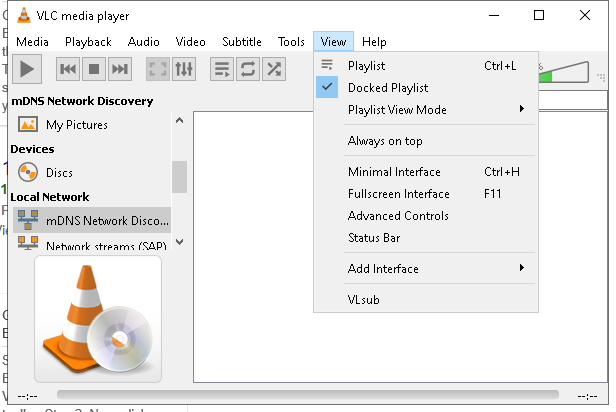 VLC media player
Media Playback Audio Video Subtitle Tools View Help
mDNS Network Discovery
My Pictures
Devices
Discs
Local Network
mDNS Network Disco...
Network streams (SAP)
Playlist Ctrl+L
Docked Playlist
Playlist View Mode
Always on top
Minimal Interface Ctrl+H
Fullscreen Interface F11
Advanced Controls
Status Bar
Add Interface
VLsub
%
--:-- --:--